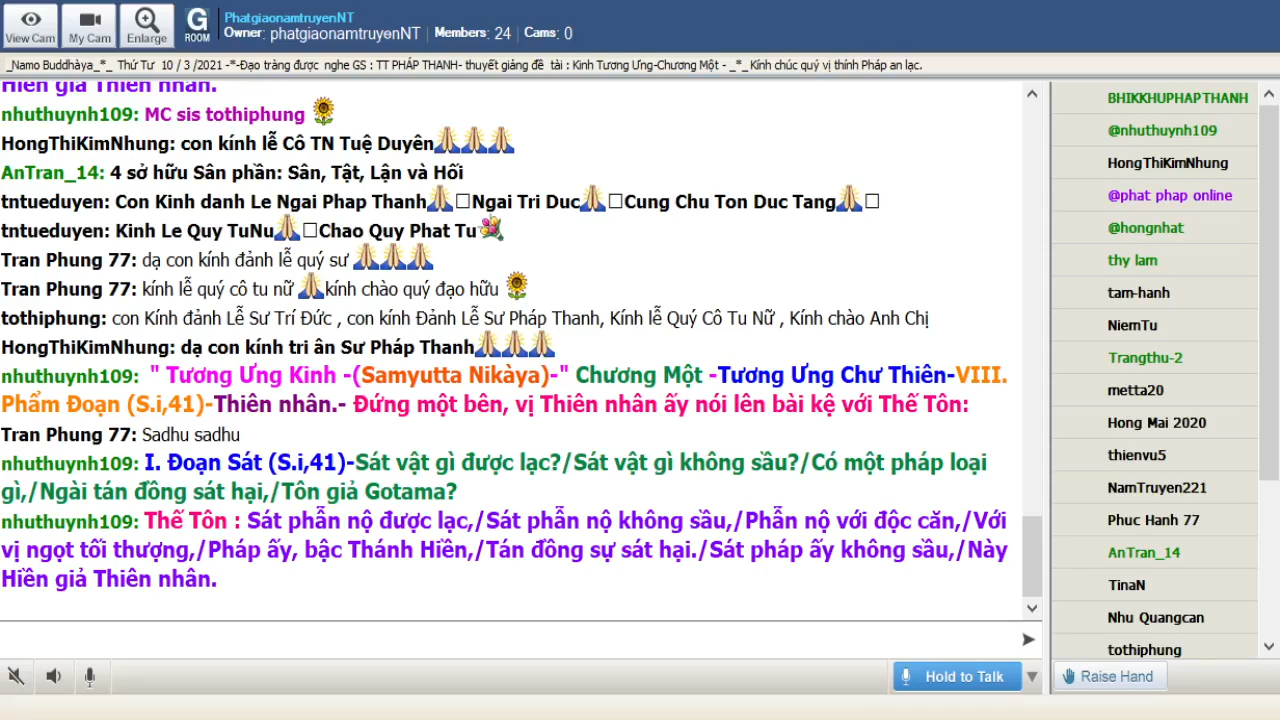 View Cam
My Cam
Enlarge
G
ROOM
PhatgiaonamtruyenNT
Owner: phatgiaonamtruyenNT | Members: 24 | Cams: 0
_Namo Buddhàya_*_ Thứ Tư 10 / 3 /2021 -*-Đạo tràng được nghe GS : TT PHÁP THANH- thuyết giảng đề tài : Kinh Tương Ưng-Chương Một - _*_Kính chúc quý vị thính Pháp an lạc.
Hiền giả Thiên nhân.
nhuthuynh109: MC sis tothiphung
HongThiKimNhung: con kính lễ Cô TN Tuệ Duyên
AnTran_14: 4 sở hữu Sân phần: Sân, Tật, Lận và Hối
tntueduyen: Con Kinh danh Le Ngai Phap Thanh Ngai Tri Duc Cung Chu Ton Duc Tang
tntueduyen: Kinh Le Quy TuNu Chao Quy Phat Tu
Tran Phung 77: dạ con kính đảnh lễ quý sư
Tran Phung 77: kính lễ quý cô tu nữ kính chào quý đạo hữu
tothiphung: con Kính đảnh Lễ Sư Trí Đức , con kính Đảnh Lễ Sư Pháp Thanh, Kính lễ Quý Cô Tu Nữ , Kính chào Anh Chị
HongThiKimNhung: dạ con kính tri ân Sư Pháp Thanh
nhuthuynh109: " Tương Ưng Kinh -(Samyutta Nikàya)-" Chương Một -Tương Ưng Chư Thiên-VIII.
Phẩm Đoạn (S.i,41)-Thiên nhân.- Đứng một bên, vị Thiên nhân ấy nói lên bài kệ với Thế Tôn:
Tran Phung 77: Sadhu sadhu
nhuthuynh109: I. Đoạn Sát (S.i,41)-Sát vật gì được lạc?/Sát vật gì không sầu?/Có một pháp loại
gì,/Ngài tán đồng sát hại,/Tôn giả Gotama?
nhuthuynh109: Thế Tôn : Sát phẫn nộ được lạc,/Sát phẫn nộ không sầu,/Phẫn nộ với độc căn,/Với
vị ngọt tối thượng,/Pháp ấy, bậc Thánh Hiền,/Tán đồng sự sát hại./Sát pháp ấy không sầu,/Này
Hiền giả Thiên nhân.
BHIKKHUPHAPTHANH
@nhuthuynh109
HongThiKimNhung
@phat phap online
@hongnhat
thy lam
tam-hanh
NiemTu
Trangthu-2
metta20
Hong Mai 2020
thienvu5
NamTruyen221
Phuc Hanh 77
AnTran_14
TinaN
Nhu Quangcan
tothiphung
Hold to Talk
Raise Hand